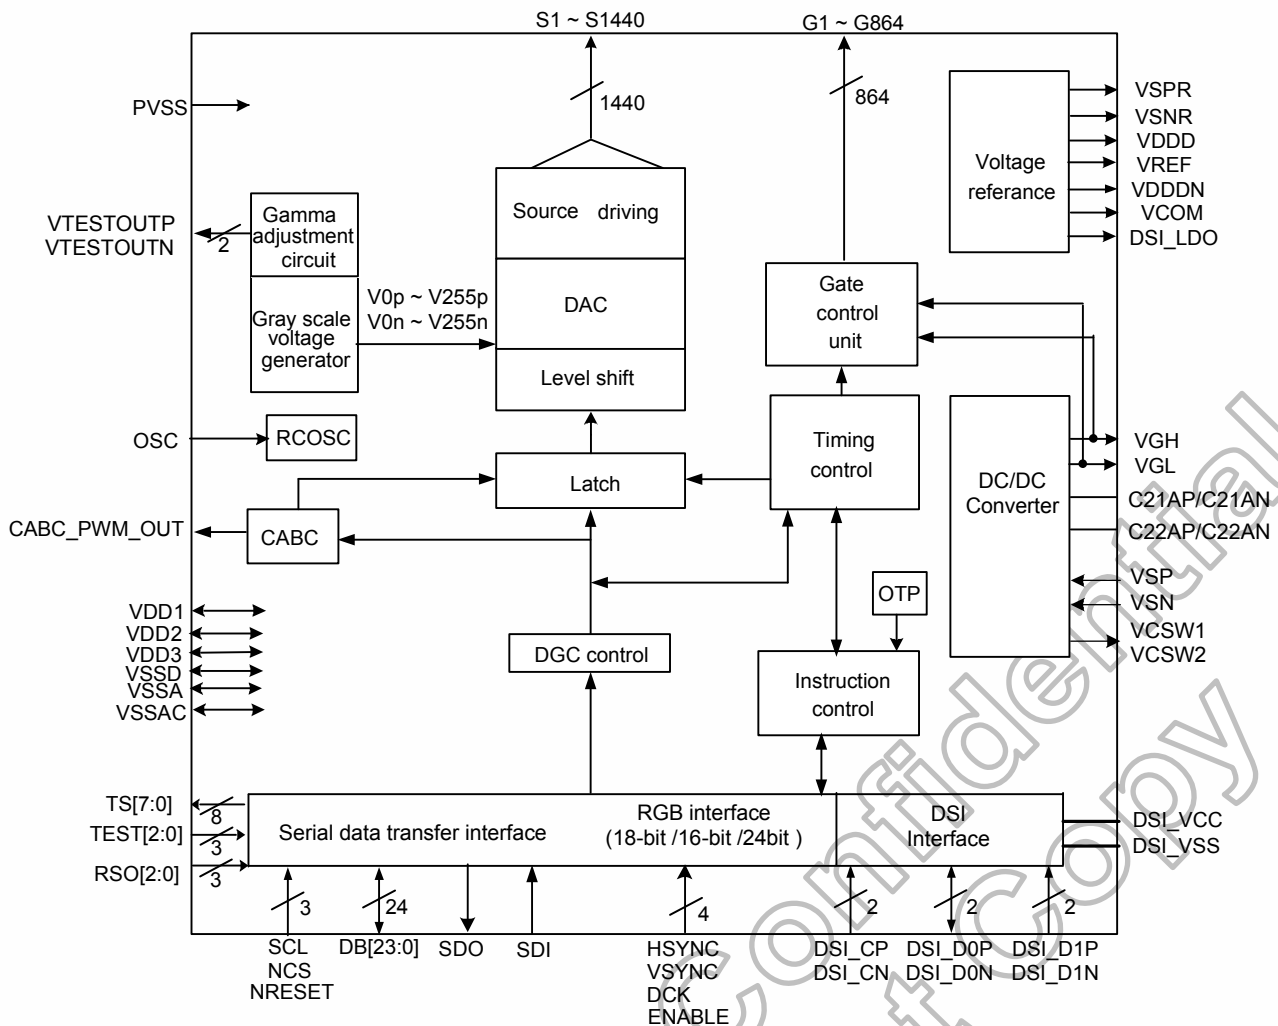 S1 ~ S1440
G1 ~ G864
1440
864
PVSS
VTESTOUTP
VTESTOUTN
2
Gamma
adjustment
circuit
Gray scale
voltage
generator
V0p ~ V255p
V0n ~ V255n
Source driving
DAC
Level shift
Gate
control
unit
Voltage
referance
VSPR
VSNR
VDDD
VREF
VDDDN
VCOM
DSI_LDO
OSC
RCOSC
Latch
Timing
control
DC/DC
Converter
VGH
VGL
C21AP/C21AN
C22AP/C22AN
VSP
VSN
VCSW1
VCSW2
CABC_PWM_OUT
CABC
OTP
VDD1
VDD2
VDD3
VSSD
VSSA
VSSAC
DGC control
Instruction
control
TS[7:0]
8
TEST[2:0]
3
RSO[2:0]
3
Serial data transfer interface
RGB interface
(18-bit /16-bit /24bit )
DSI
Interface
DSI_VCC
DSI_VSS
3
24
4
2
2
2
SCL
NCS
NRESET
DB[23:0]
SDO
SDI
HSYNC
VSYNC
DCK
ENABLE
DSI_CP
DSI_CN
DSI_D0P
DSI_D0N
DSI_D1P
DSI_D1N
Confidential
Copy